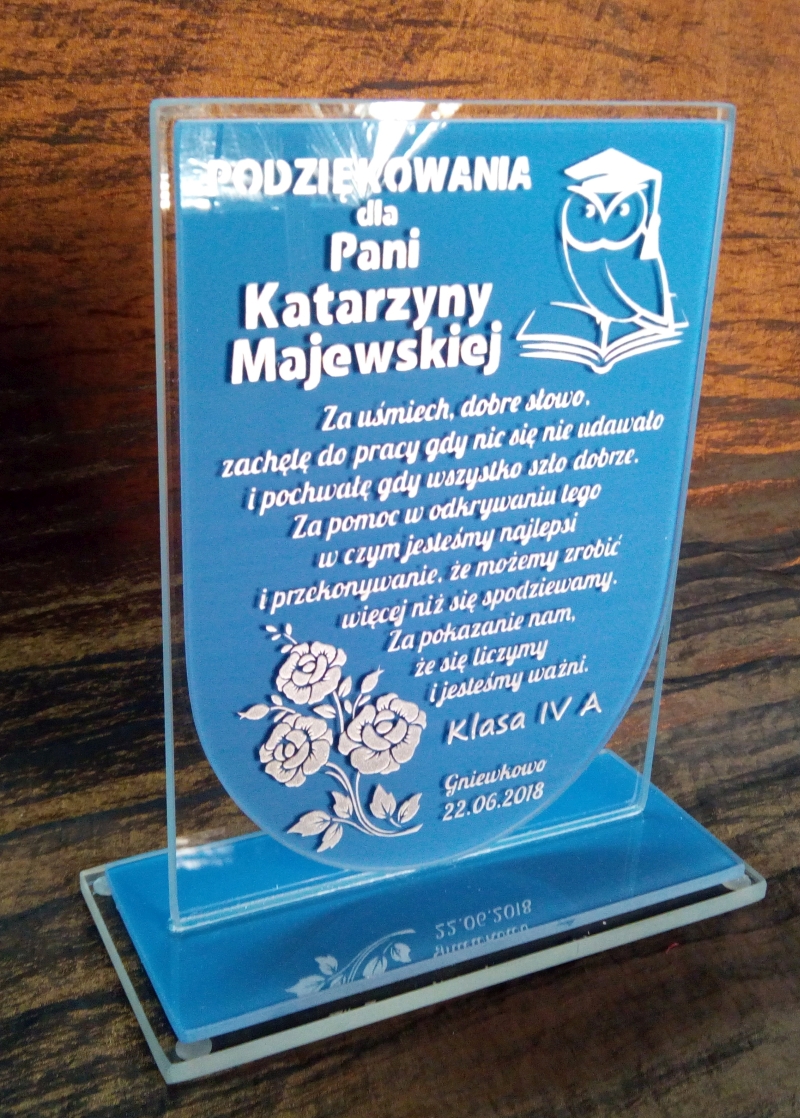 PODZIĘKOWANIA
dla
Pani
Katarzyny
Majewskiej
Za uśmiech, dobre słowo,
zachętę do pracy gdy nic się nie udawało
i pochwałę gdy wszystko szło dobrze.
Za pomoc w odkrywaniu tego
w czym jesteśmy najlepsi
i przekonywanie, że możemy zrobić
więcej niż się spodziewamy.
Za pokazanie nam,
że się liczymy
i jesteśmy ważni.
Klasa IV A
Gniewkowo
22.06.2018